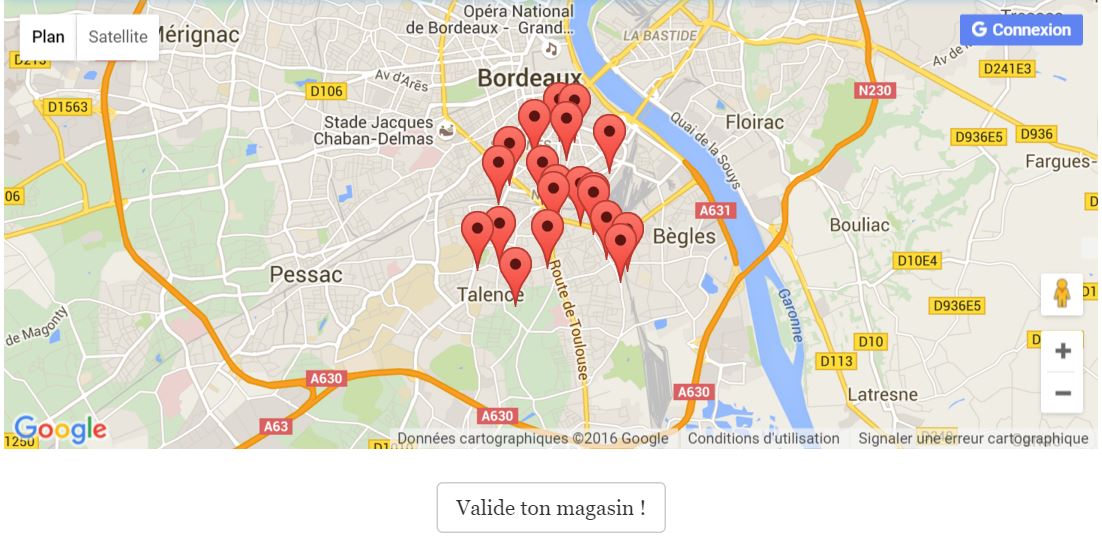 Plan
Satellite
Mérignac
Opéra National
de Bordeaux - Grand...
LA BASTIDE
G Connexion
D213
Av d'Arès
Bordeaux
D241E3
D1563
D106
N230
Stade Jacques
Chaban-Delmas
Quai de la Souys
Floirac
D936E5
D936
Fargues-
06
A631
Bègles
Bouliac
Pessac
D10E4
Talence
Route de Toulouse
Garonne
D936E5
de Magonty
D10
D113
A630
A630
Latresne
A630
A63
Google
1250
D1010
Données cartographiques ©2016 Google
Conditions d'utilisation
Signaler une erreur cartographique
Valide ton magasin !